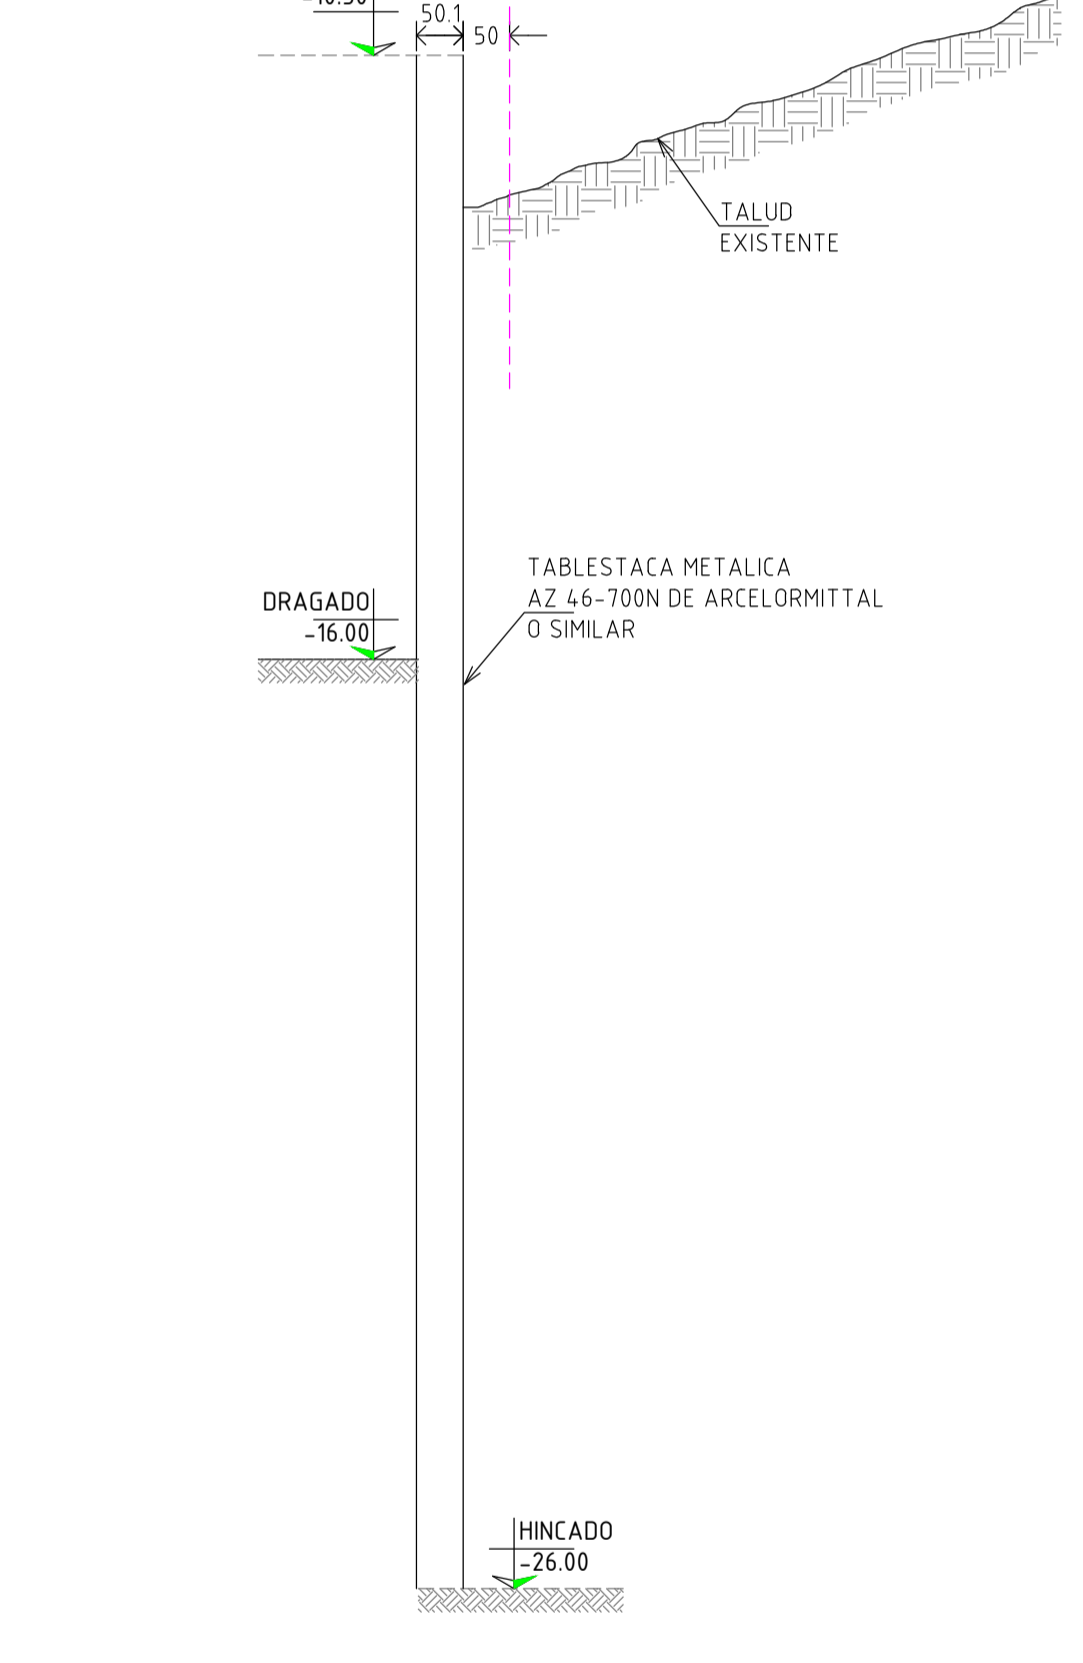 50.1
50
TALUD
EXISTENTE
TABLESTACA METALICA
AZ 46-700N DE ARCELORMITTAL
O SIMILAR
DRAGADO
-16.00
HINCADO
-26.00